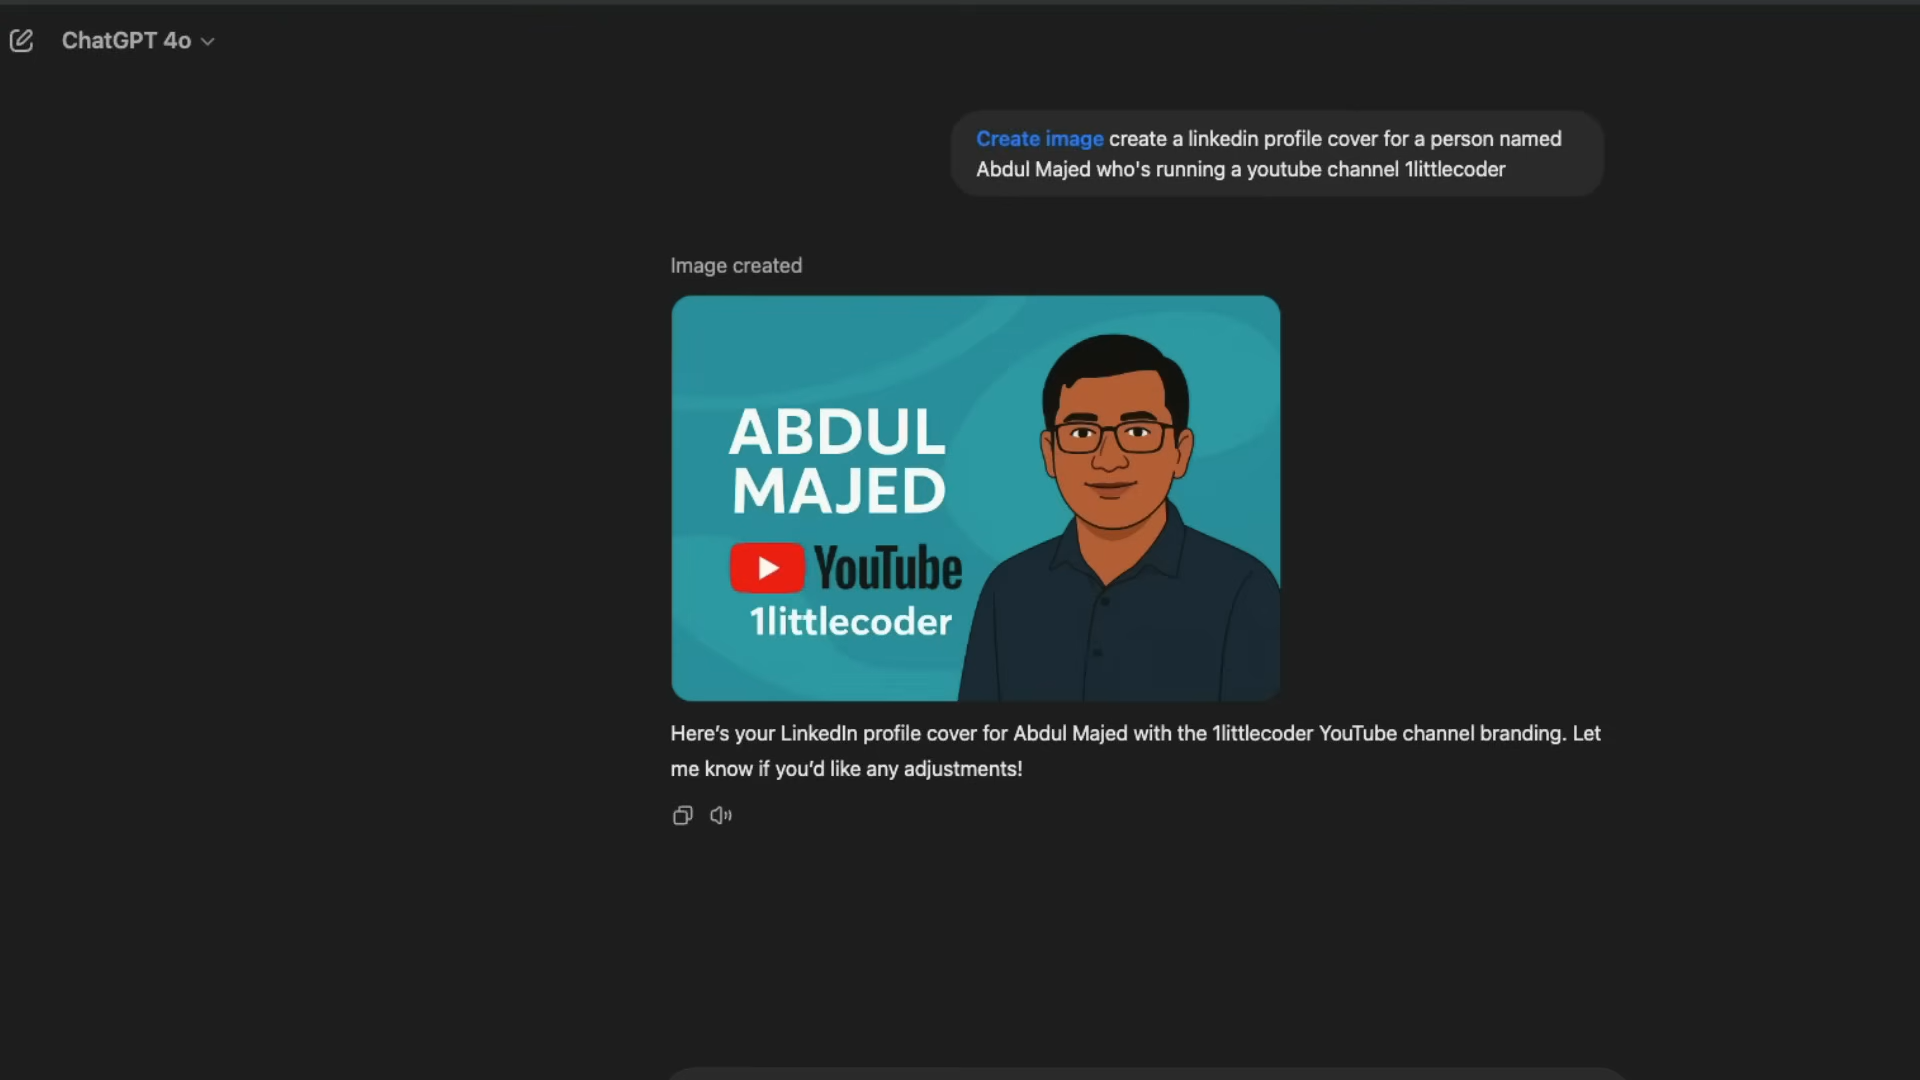 ChatGPT 4o
Create image create a linkedin profile cover for a person named
Abdul Majed who's running a youtube channel 1littlecoder
Image created
ABDUL
MAJED
YouTube
1littlecoder
Here’s your LinkedIn profile cover for Abdul Majed with the 1littlecoder YouTube channel branding. Let
me know if you’d like any adjustments!